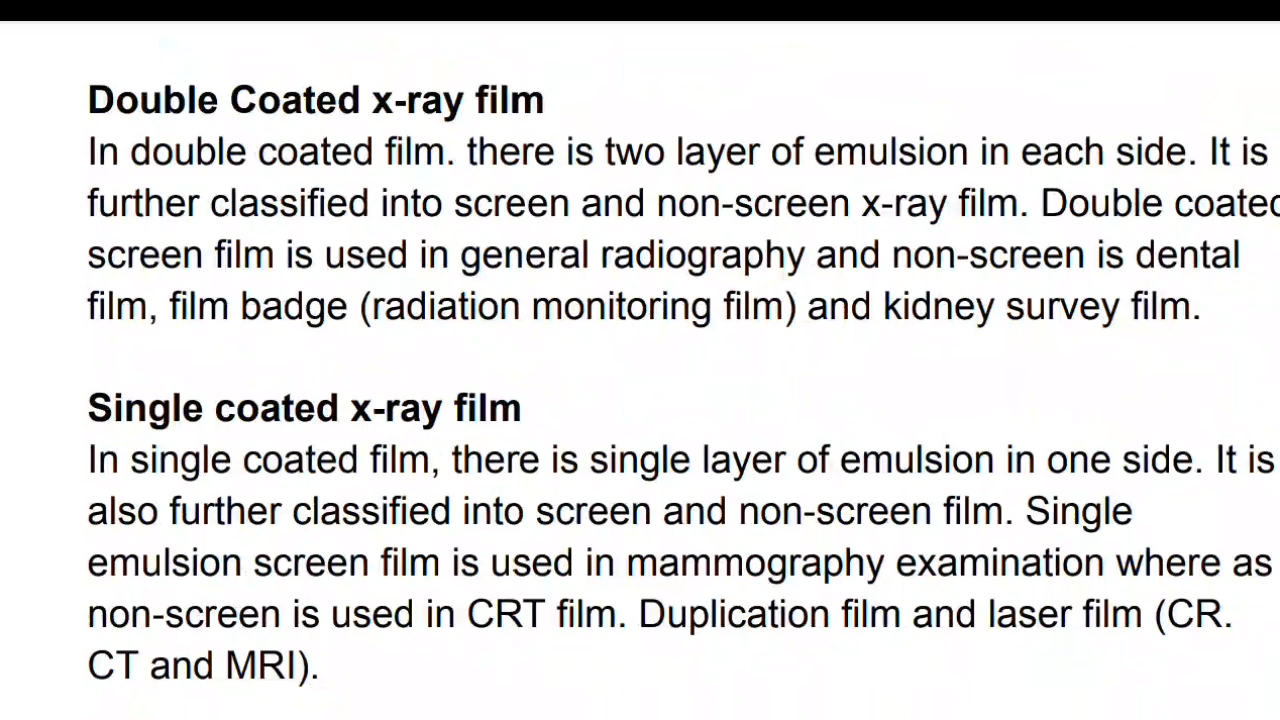 Double Coated x-ray film
In double coated film. there is two layer of emulsion in each side. It is
further classified into screen and non-screen x-ray film. Double coated
screen film is used in general radiography and non-screen is dental
film, film badge (radiation monitoring film) and kidney survey film.
Single coated x-ray film
In single coated film, there is single layer of emulsion in one side. It is
also further classified into screen and non-screen film. Single
emulsion screen film is used in mammography examination where as
non-screen is used in CRT film. Duplication film and laser film (CR.
CT and MRI).